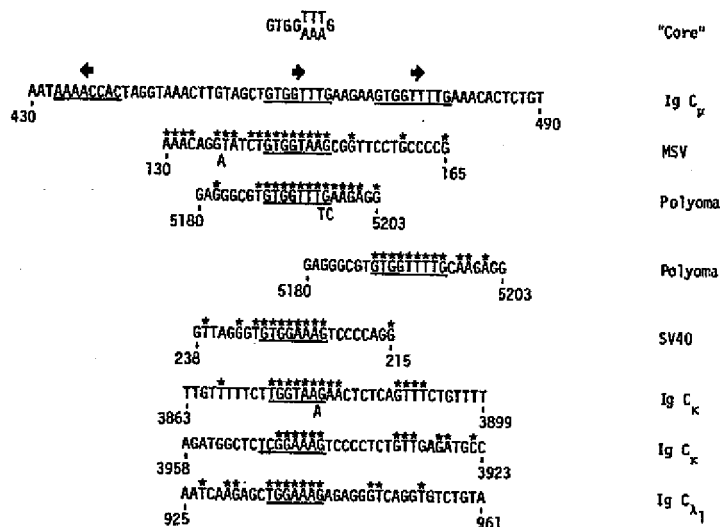 TTT
GTGG G "Core"
AAA
AATAAAACCACTAGGTAAACTTGTAGCTGTGGTTTGAAGAAGTGGTTTTGAAACACTCTGT Ig Cμ
430 490
**** *** ********** * * *
AAACAGGTATCTGTGGTAAGCGGTTCCTGCCCCG MSV
A
130 165
* ************** *
GAGGGCGTGTGGTTTGAAGAGG Polyoma
TC
5180 5203
********* ** *
GAGGGCGTGTGGTTTTGCAAGAGG Polyoma
5180 5203
* * ********* *
GTTAGGGTGTGGAAAGTCCCCAGG SV40
238 215
* ********* ****
TTGTTTTTCTTGGTAAGAACTCTCAGTTTCTGTTTT Ig Cκ
A
3863 3899
****** *** * *
AGATGGCTCTCGGAAAGTCCCCTCTGTTGAGATGCC Ig Cκ
3958 3923
* ** ******* ** *
AATCAAGAGCTGGAAAGAGAGGGTCAGGTGTCTGTA Ig Cλ1
925 961